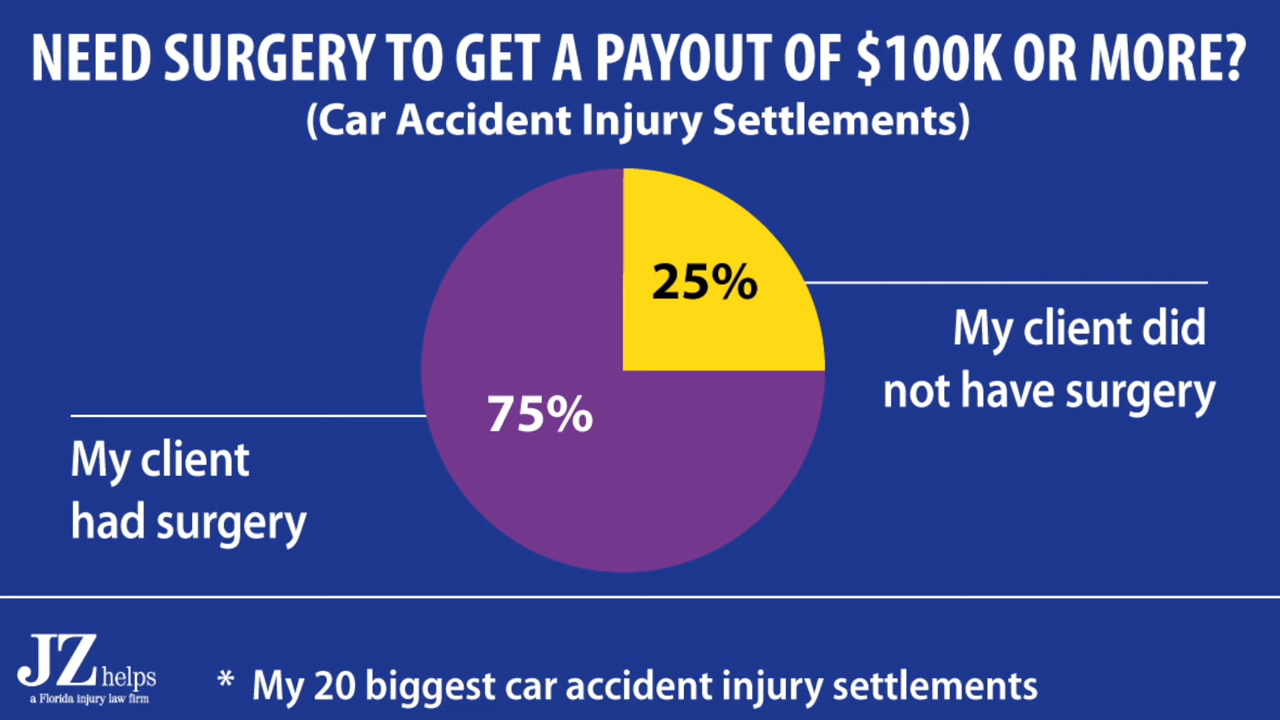 NEED SURGERY TO GET A PAYOUT OF $100K OR MORE?
(Car Accident Injury Settlements)
25%
My client did
not have surgery
75%
My client
had surgery
JZ helps
a Florida injury law firm
* My 20 biggest car accident injury settlements